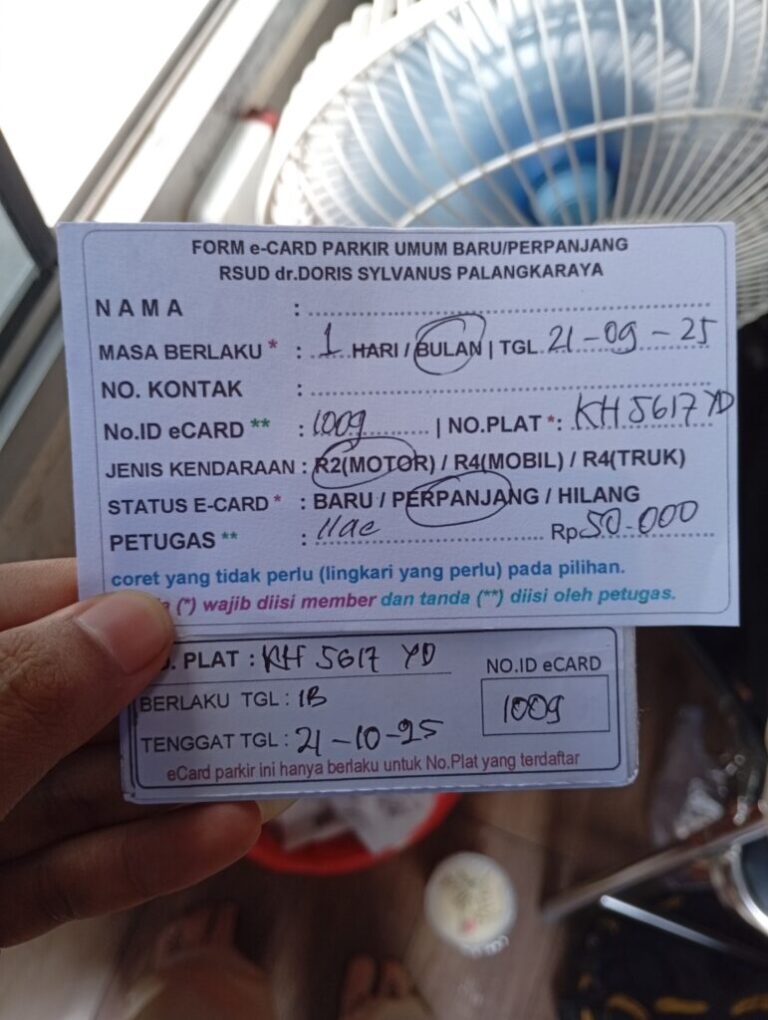 FORM e-CARD PARKIR UMUM BARU/PERPANJANG
RSUD dr.DORIS SYLVANUS PALANGKARAYA
NAMA :
MASA BERLAKU * : 1 HARI / BULAN | TGL 21-09-25
NO. KONTAK :
No.ID eCARD ** : 1009 | NO.PLAT *: KH 5617 YD
JENIS KENDARAAN : R2(MOTOR) / R4(MOBIL) / R4(TRUK)
STATUS E-CARD * : BARU / PERPANJANG / HILANG
PETUGAS ** : Rp 50-000
coret yang tidak perlu (lingkari yang perlu) pada pilihan.
(*) wajib diisi member dan tanda (**) diisi oleh petugas.
PLAT : KH 5617 YD
NO.ID eCARD
BERLAKU TGL : 1B
1009
TENGGAT TGL : 21-10-25
eCard parkir ini hanya berlaku untuk No.Plat yang terdaftar